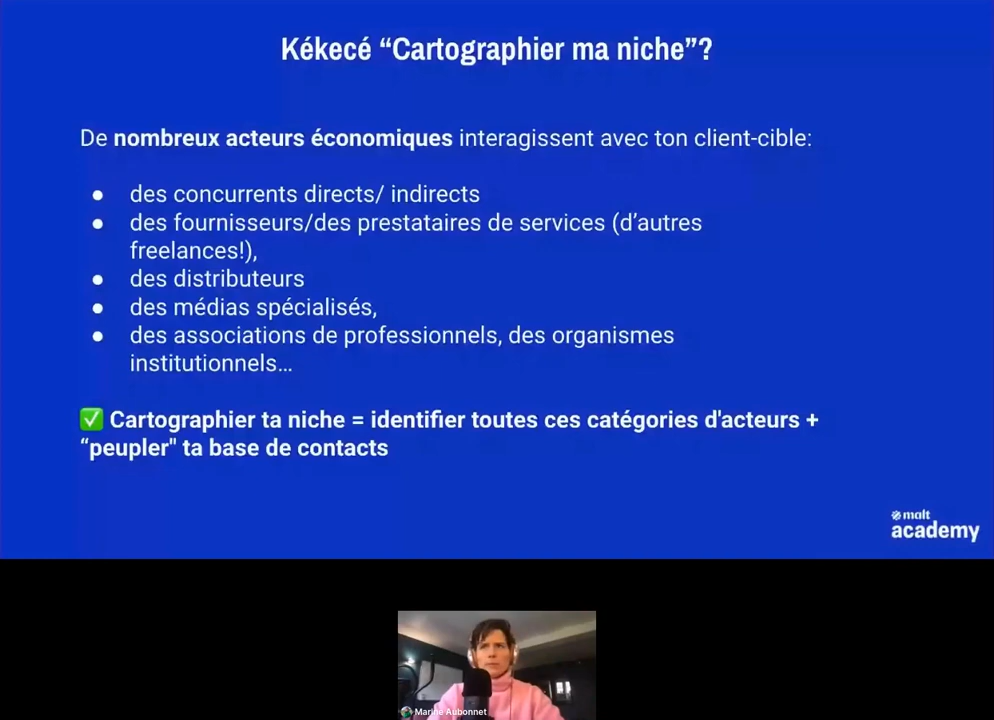 Kékecé “Cartographier ma niche”?
De nombreux acteurs économiques interagissent avec ton client-cible:
● des concurrents directs/ indirects
● des fournisseurs/des prestataires de services (d’autres
freelances!),
● des distributeurs
● des médias spécialisés,
● des associations de professionnels, des organismes
institutionnels…
✅ Cartographier ta niche = identifier toutes ces catégories d'acteurs +
“peupler" ta base de contacts
malt
academy
Marine Aubonnet